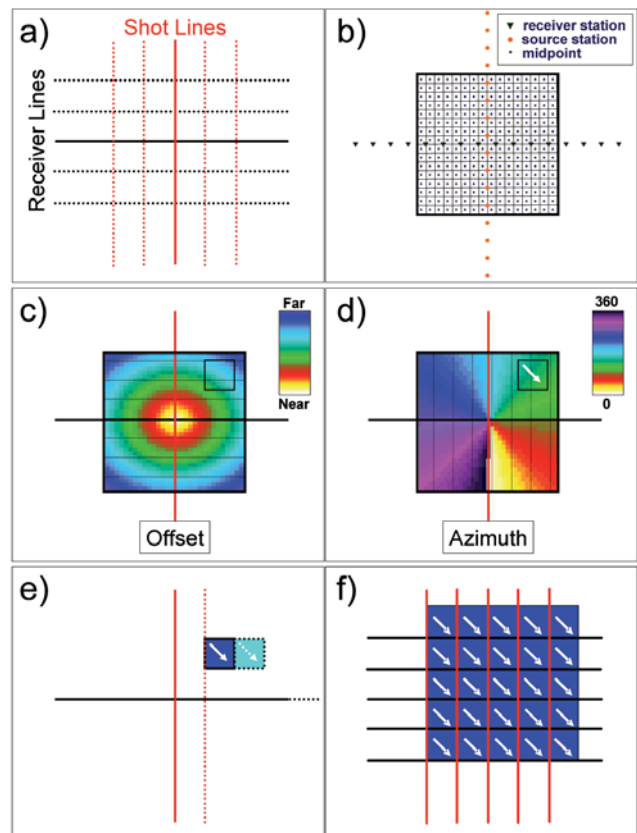 a)
Shot Lines
Receiver Lines
b)
receiver station
source station
midpoint
c)
Far
Near
Offset
d)
360
0
Azimuth
e)
f)